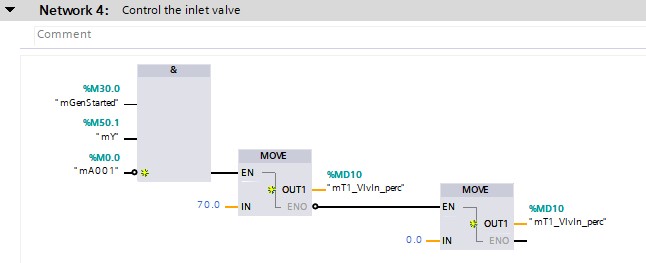 Network 4: Control the inlet valve
Comment
&
%M30.0
"mGenStarted"
%M50.1
"mY"
%M0.0
"mA001"
MOVE
EN
%MD10
OUT1 "mT1_VlvIn_perc"
70.0 IN ENO
MOVE
EN
%MD10
OUT1 "mT1_VlvIn_perc"
0.0 IN ENO